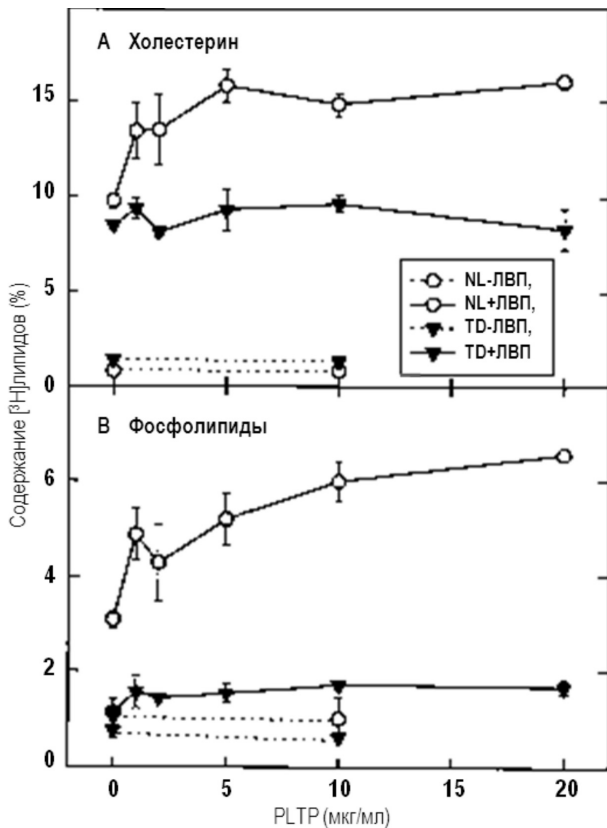 A Холестерин
15
10
5
0
NL-ЛВП,
NL+ЛВП,
TD-ЛВП,
TD+ЛВП
Содержание [³H]липидов (%)
B Фосфолипиды
6
4
2
0
0 5 10 15 20
PLTP (мкг/мл)